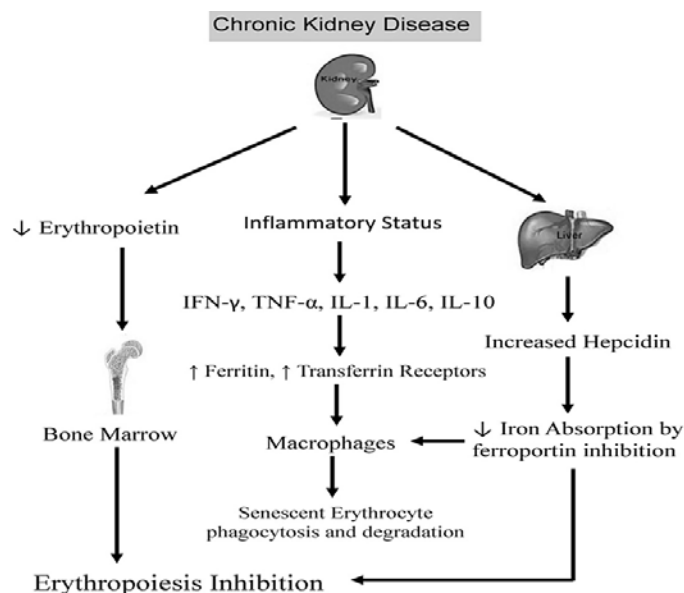 Chronic Kidney Disease
Kidney
↓ Erythropoietin
Inflammatory Status
Liver
IFN-γ, TNF-α, IL-1, IL-6, IL-10
Increased Hepcidin
↑ Ferritin, ↑ Transferrin Receptors
Bone Marrow
Macrophages
↓ Iron Absorption by
ferroportin inhibition
Senescent Erythrocyte
phagocytosis and degradation
Erythropoiesis Inhibition